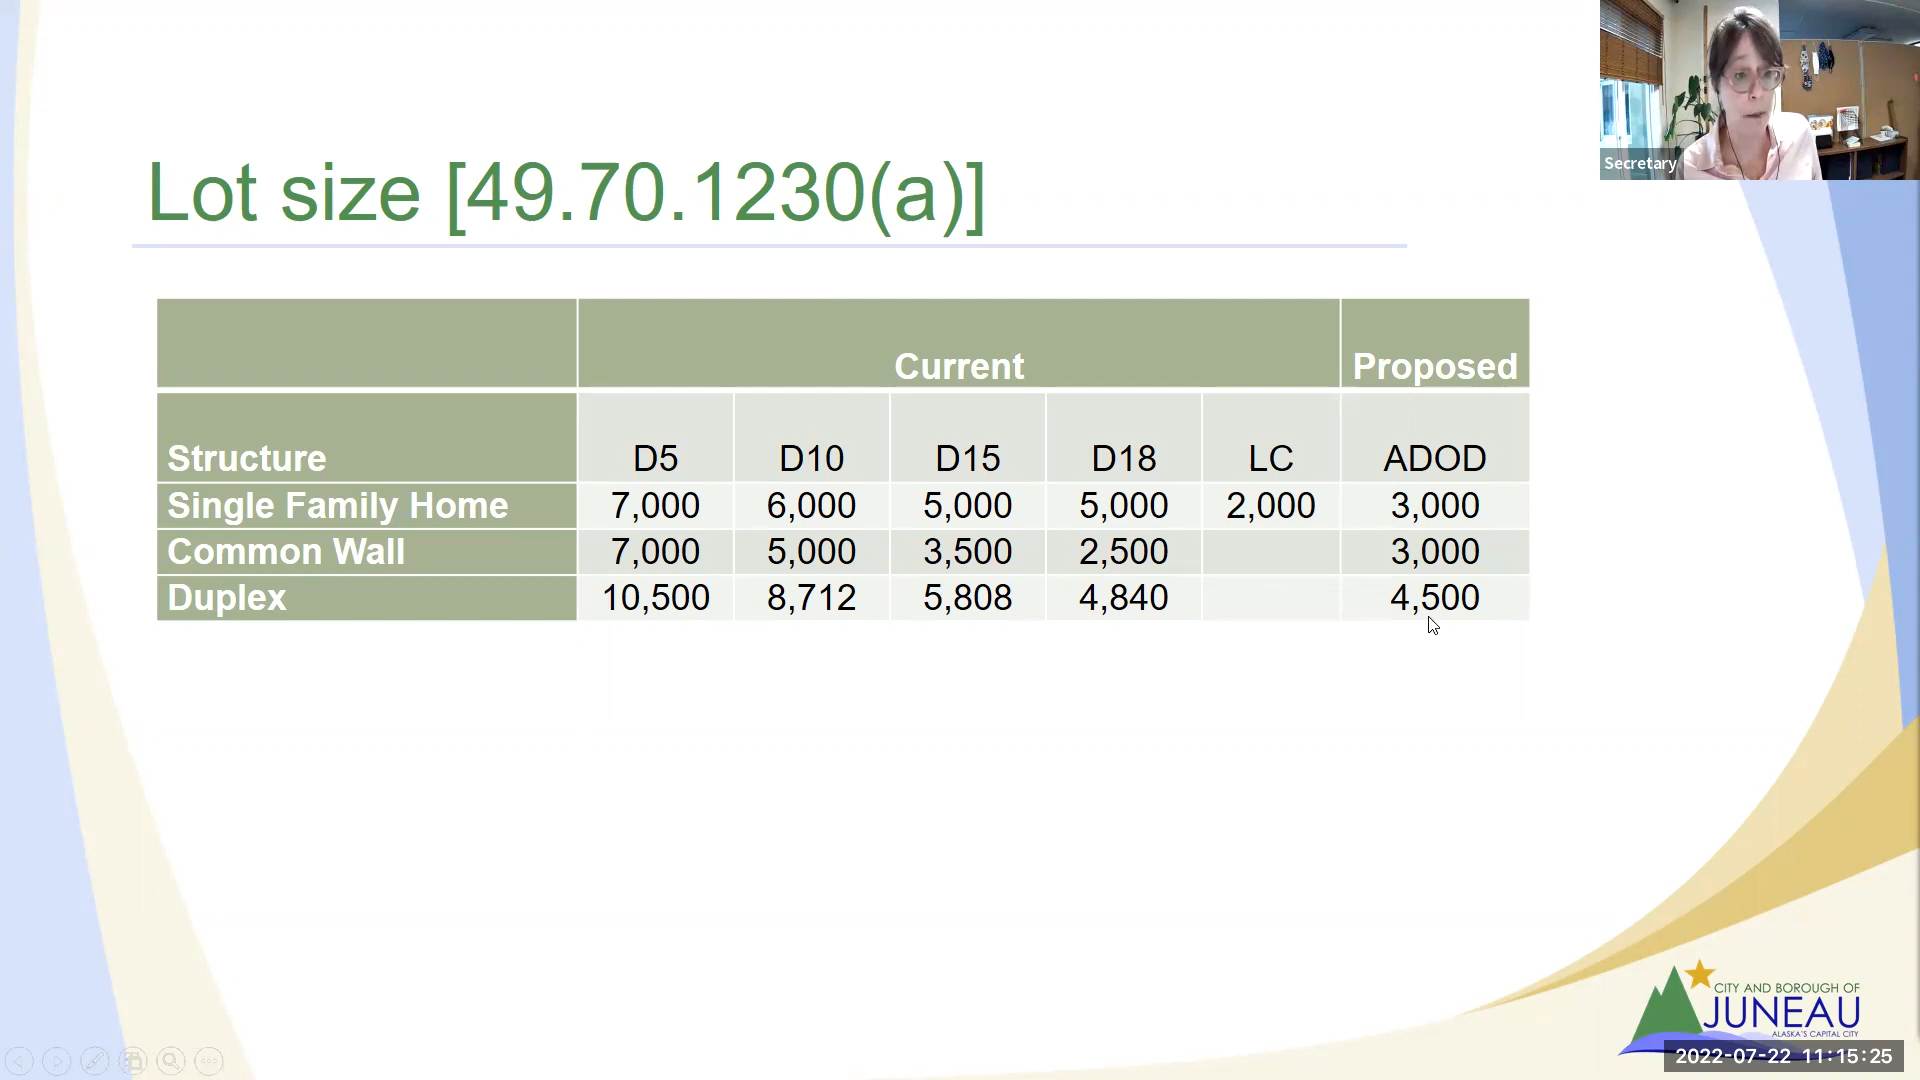 Secretary
Lot size [49.70.1230(a)]
Current Proposed
Structure D5 D10 D15 D18 LC ADOD
Single Family Home 7,000 6,000 5,000 5,000 2,000 3,000
Common Wall 7,000 5,000 3,500 2,500 3,000
Duplex 10,500 8,712 5,808 4,840 4,500
CITY AND BOROUGH OF
JUNEAU
ALASKA'S CAPITAL CITY
2022-07-22 11:15:25